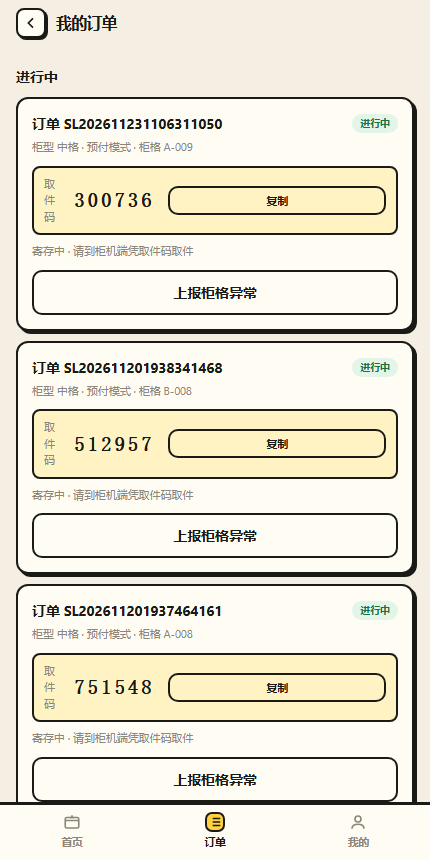 我的订单
进行中
订单 SL202611231106311050
进行中
柜型 中格 · 预付模式 · 柜格 A-009
取件码
300736
复制
寄存中 · 请到柜机端凭取件码取件
上报柜格异常
订单 SL202611201938341468
进行中
柜型 中格 · 预付模式 · 柜格 B-008
取件码
512957
复制
寄存中 · 请到柜机端凭取件码取件
上报柜格异常
订单 SL202611201937464161
进行中
柜型 中格 · 预付模式 · 柜格 A-008
取件码
751548
复制
寄存中 · 请到柜机端凭取件码取件
上报柜格异常
首页
订单
我的